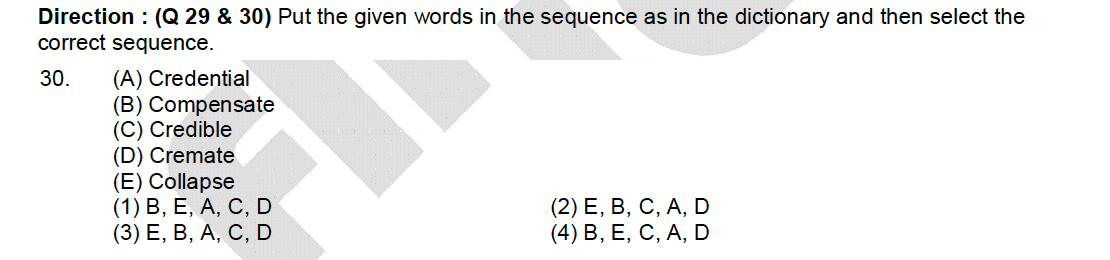 Direction : (Q 29 & 30) Put the given words in the sequence as in the dictionary and then select the
correct sequence.
30. (A) Credential
(B) Compensate
(C) Credible
(D) Cremate
(E) Collapse
(1) B, E, A, C, D (2) E, B, C, A, D
(3) E, B, A, C, D (4) B, E, C, A, D